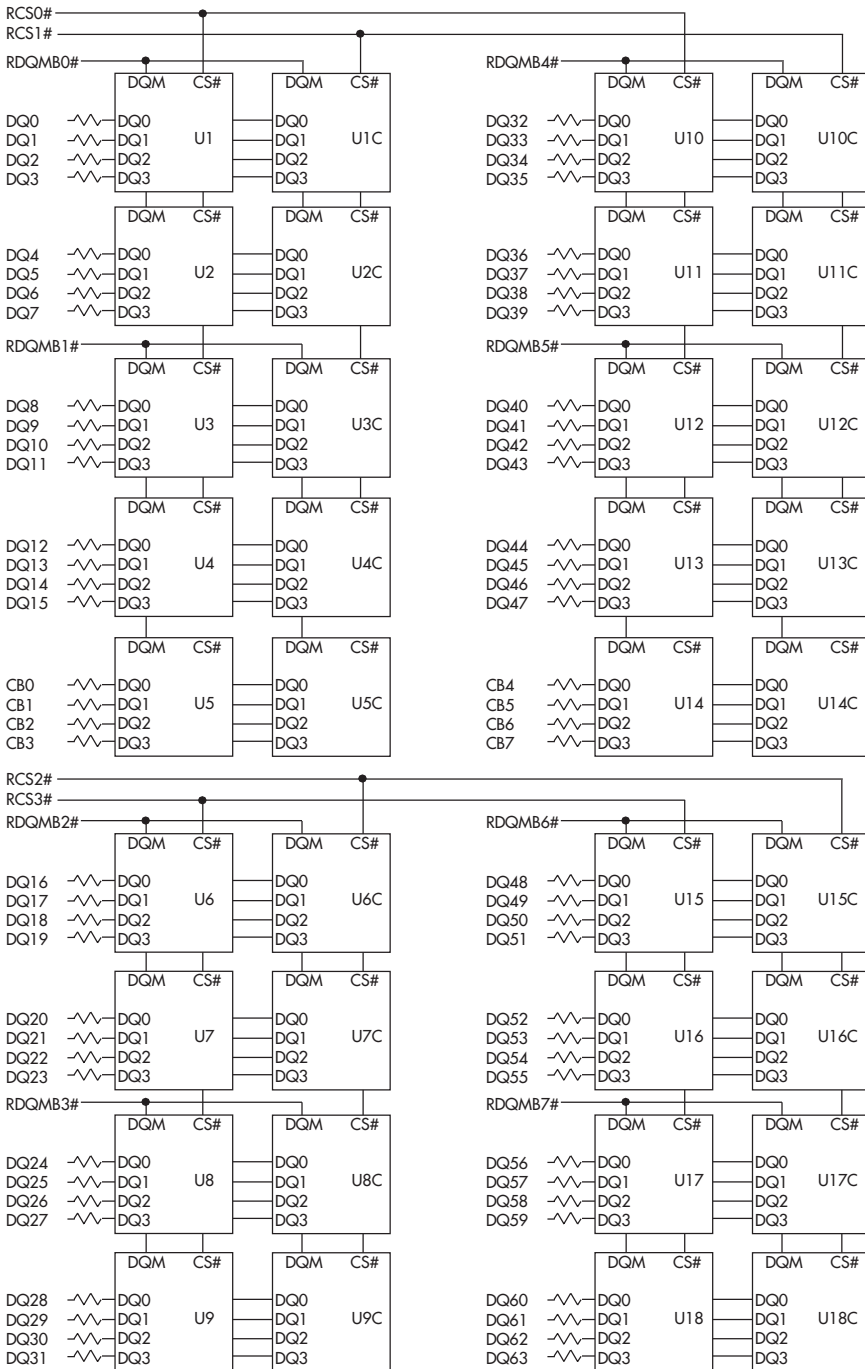 RCS0#
RCS1#
RDQMB0# RDQMB4#
DQM CS# DQM CS# DQM CS# DQM CS#
DQ0 DQ0 DQ0 DQ32 DQ0 DQ0
DQ1 DQ1 U1 DQ1 U1C DQ33 DQ1 U10 DQ1 U10C
DQ2 DQ2 DQ2 DQ34 DQ2 DQ2
DQ3 DQ3 DQ3 DQ35 DQ3 DQ3
DQM CS# DQM CS# DQM CS# DQM CS#
DQ4 DQ0 DQ0 DQ36 DQ0 DQ0
DQ5 DQ1 U2 DQ1 U2C DQ37 DQ1 U11 DQ1 U11C
DQ6 DQ2 DQ2 DQ38 DQ2 DQ2
DQ7 DQ3 DQ3 DQ39 DQ3 DQ3
RDQMB1# RDQMB5#
DQM CS# DQM CS# DQM CS# DQM CS#
DQ8 DQ0 DQ0 DQ40 DQ0 DQ0
DQ9 DQ1 U3 DQ1 U3C DQ41 DQ1 U12 DQ1 U12C
DQ10 DQ2 DQ2 DQ42 DQ2 DQ2
DQ11 DQ3 DQ3 DQ43 DQ3 DQ3
DQM CS# DQM CS# DQM CS# DQM CS#
DQ12 DQ0 DQ0 DQ44 DQ0 DQ0
DQ13 DQ1 U4 DQ1 U4C DQ45 DQ1 U13 DQ1 U13C
DQ14 DQ2 DQ2 DQ46 DQ2 DQ2
DQ15 DQ3 DQ3 DQ47 DQ3 DQ3
DQM CS# DQM CS# DQM CS# DQM CS#
CB0 DQ0 DQ0 CB4 DQ0 DQ0
CB1 DQ1 U5 DQ1 U5C CB5 DQ1 U14 DQ1 U14C
CB2 DQ2 DQ2 CB6 DQ2 DQ2
CB3 DQ3 DQ3 CB7 DQ3 DQ3
RCS2#
RCS3#
RDQMB2# RDQMB6#
DQM CS# DQM CS# DQM CS# DQM CS#
DQ16 DQ0 DQ0 DQ48 DQ0 DQ0
DQ17 DQ1 U6 DQ1 U6C DQ49 DQ1 U15 DQ1 U15C
DQ18 DQ2 DQ2 DQ50 DQ2 DQ2
DQ19 DQ3 DQ3 DQ51 DQ3 DQ3
DQM CS# DQM CS# DQM CS# DQM CS#
DQ20 DQ0 DQ0 DQ52 DQ0 DQ0
DQ21 DQ1 U7 DQ1 U7C DQ53 DQ1 U16 DQ1 U16C
DQ22 DQ2 DQ2 DQ54 DQ2 DQ2
DQ23 DQ3 DQ3 DQ55 DQ3 DQ3
RDQMB3# RDQMB7#
DQM CS# DQM CS# DQM CS# DQM CS#
DQ24 DQ0 DQ0 DQ56 DQ0 DQ0
DQ25 DQ1 U8 DQ1 U8C DQ57 DQ1 U17 DQ1 U17C
DQ26 DQ2 DQ2 DQ58 DQ2 DQ2
DQ27 DQ3 DQ3 DQ59 DQ3 DQ3
DQM CS# DQM CS# DQM CS# DQM CS#
DQ28 DQ0 DQ0 DQ60 DQ0 DQ0
DQ29 DQ1 U9 DQ1 U9C DQ61 DQ1 U18 DQ1 U18C
DQ30 DQ2 DQ2 DQ62 DQ2 DQ2
DQ31 DQ3 DQ3 DQ63 DQ3 DQ3